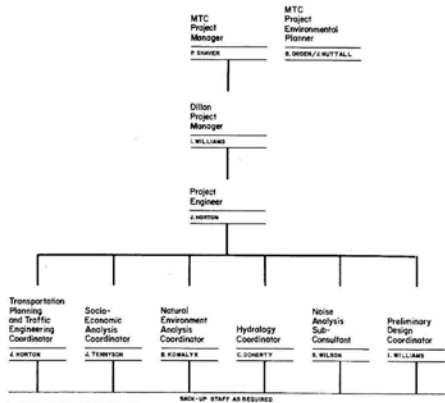 MTC
Project
Manager
P. SHAVER
MTC
Project
Environmental
Planner
B. OGDEN/J. NUTTALL
Dillon
Project
Manager
I. WILLIAMS
Project
Engineer
J. HORTON
Transportation
Planning
and Traffic
Engineering
Coordinator
J. HORTON
Socio-
Economic
Analysis
Coordinator
J. TENNYSON
Natural
Environment
Analysis
Coordinator
B. KOWALYK
Hydrology
Coordinator
C. DOHERTY
Noise
Analysis
Sub-
Consultant
R. WILSON
Preliminary
Design
Coordinator
I. WILLIAMS
BACK-UP STAFF AS REQUIRED